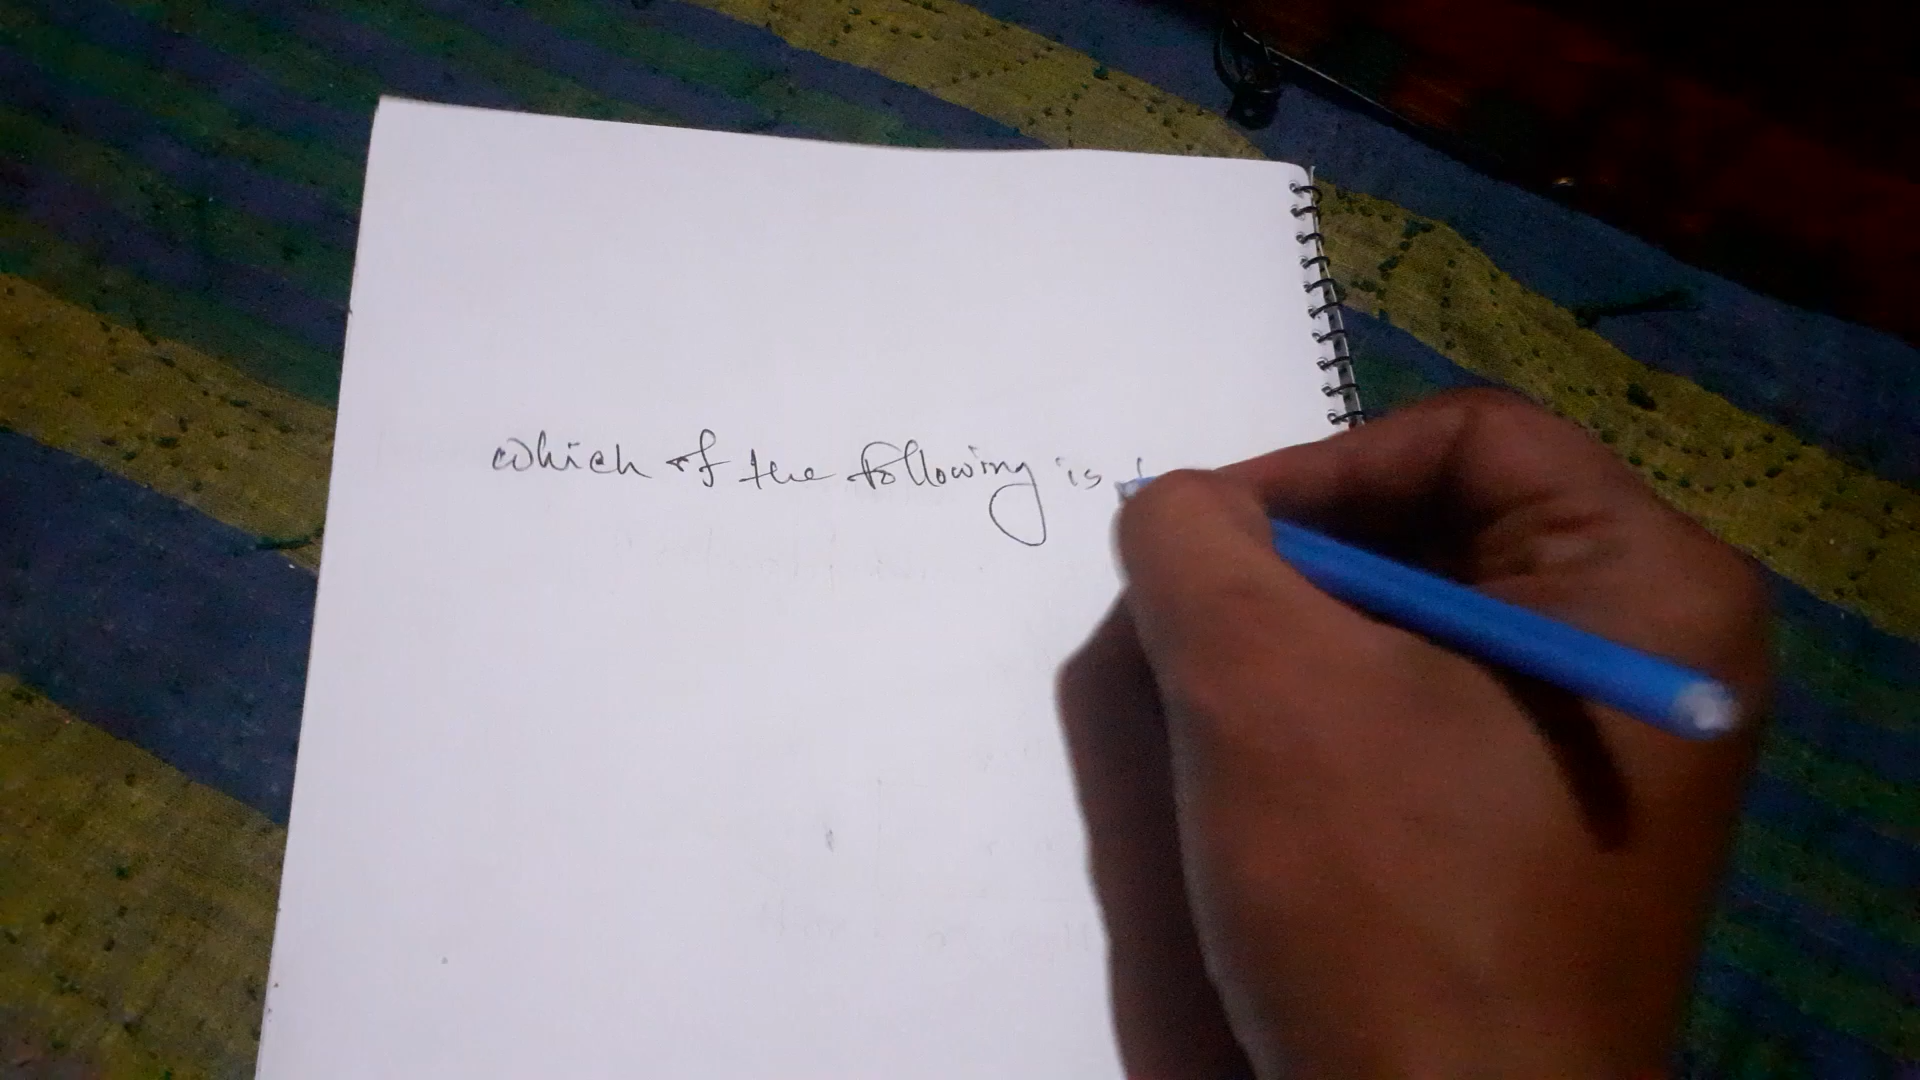 which of the following is